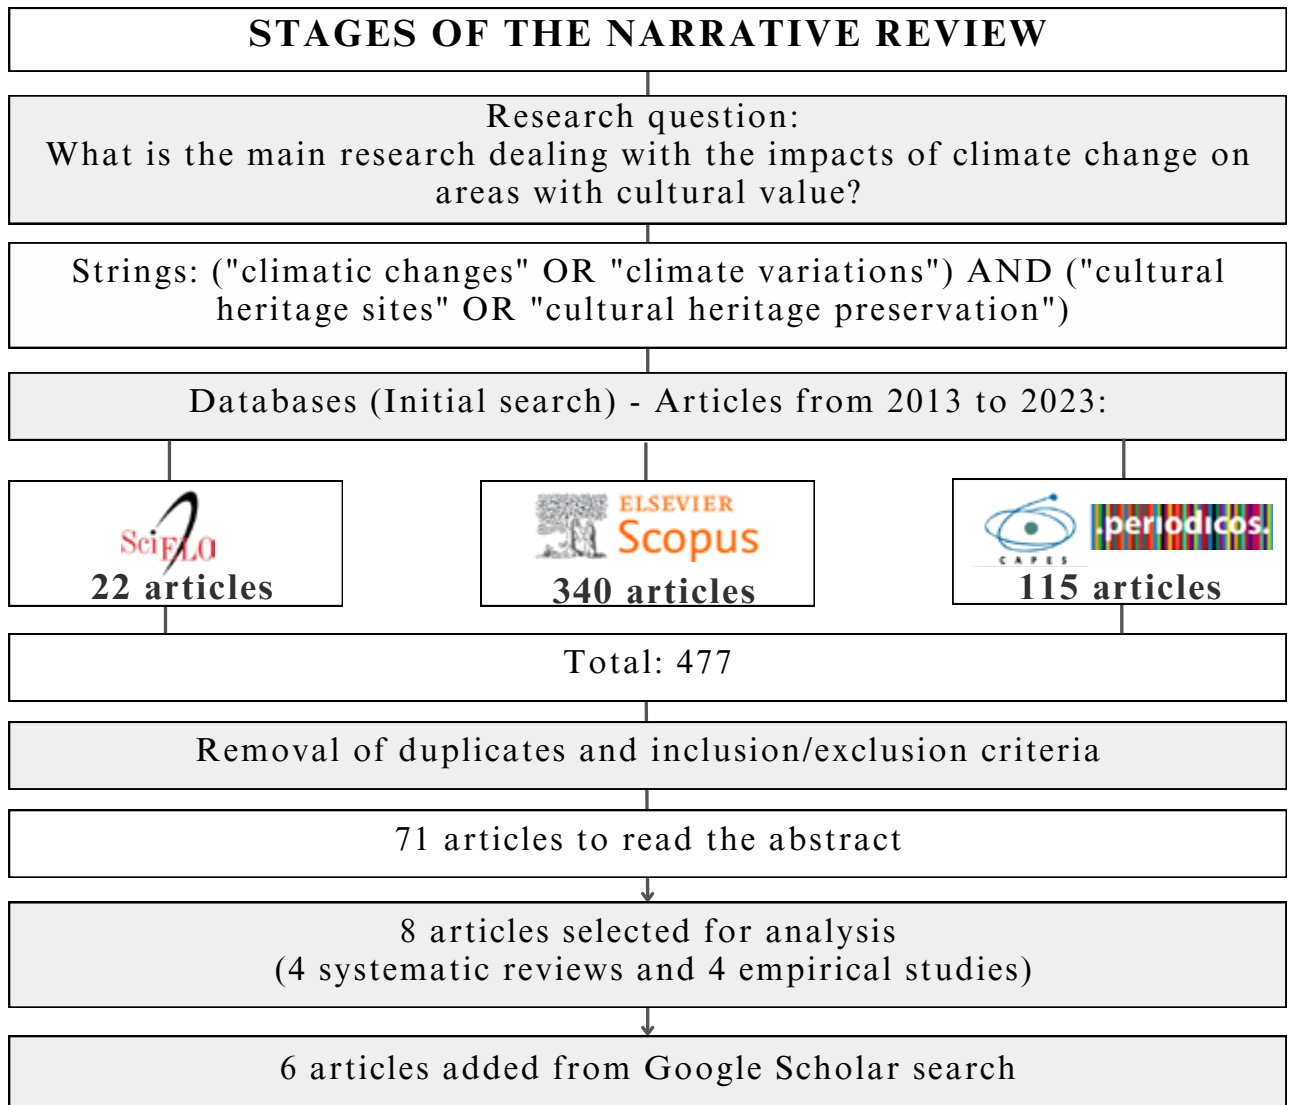 STAGES OF THE NARRATIVE REVIEW
Research question:
What is the main research dealing with the impacts of climate change on
areas with cultural value?
Strings: ("climatic changes" OR "climate variations") AND ("cultural
heritage sites" OR "cultural heritage preservation")
Databases (Initial search) - Articles from 2013 to 2023:
SciELO
22 articles
ELSEVIER
Scopus
340 articles
CAPES
.periodicos.
115 articles
Total: 477
Removal of duplicates and inclusion/exclusion criteria
71 articles to read the abstract
8 articles selected for analysis
(4 systematic reviews and 4 empirical studies)
6 articles added from Google Scholar search